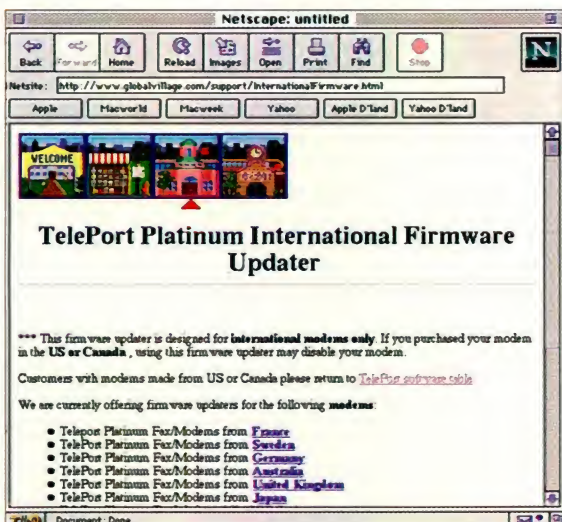 Netscape: untitled
Back Forward Home Reload Images Open Print Find Stop
N
Netsite: http://www.globalvillage.com/support/InternationalFirmware.html
Apple Macworld Macweek Yahoo Apple D'land Yahoo D'land
WELCOME
TelePort Platinum International Firmware
Updater
*** This firmware updater is designed for international modems only. If you purchased your modem
in the US or Canada , using this firmware updater may disable your modem.
Customers with modems made from US or Canada please return to TelePort software table
We are currently offering firmware updaters for the following modems:
• Teleport Platinum Fax/Modems from France
• TelePort Platinum Fax/Modems from Sweden
• TelePort Platinum Fax/Modems from Germany
• TelePort Platinum Fax/Modems from Australia
• TelePort Platinum Fax/Modems from United Kingdom
• TelePort Platinum Fax/Modems from Japan
Document: Done